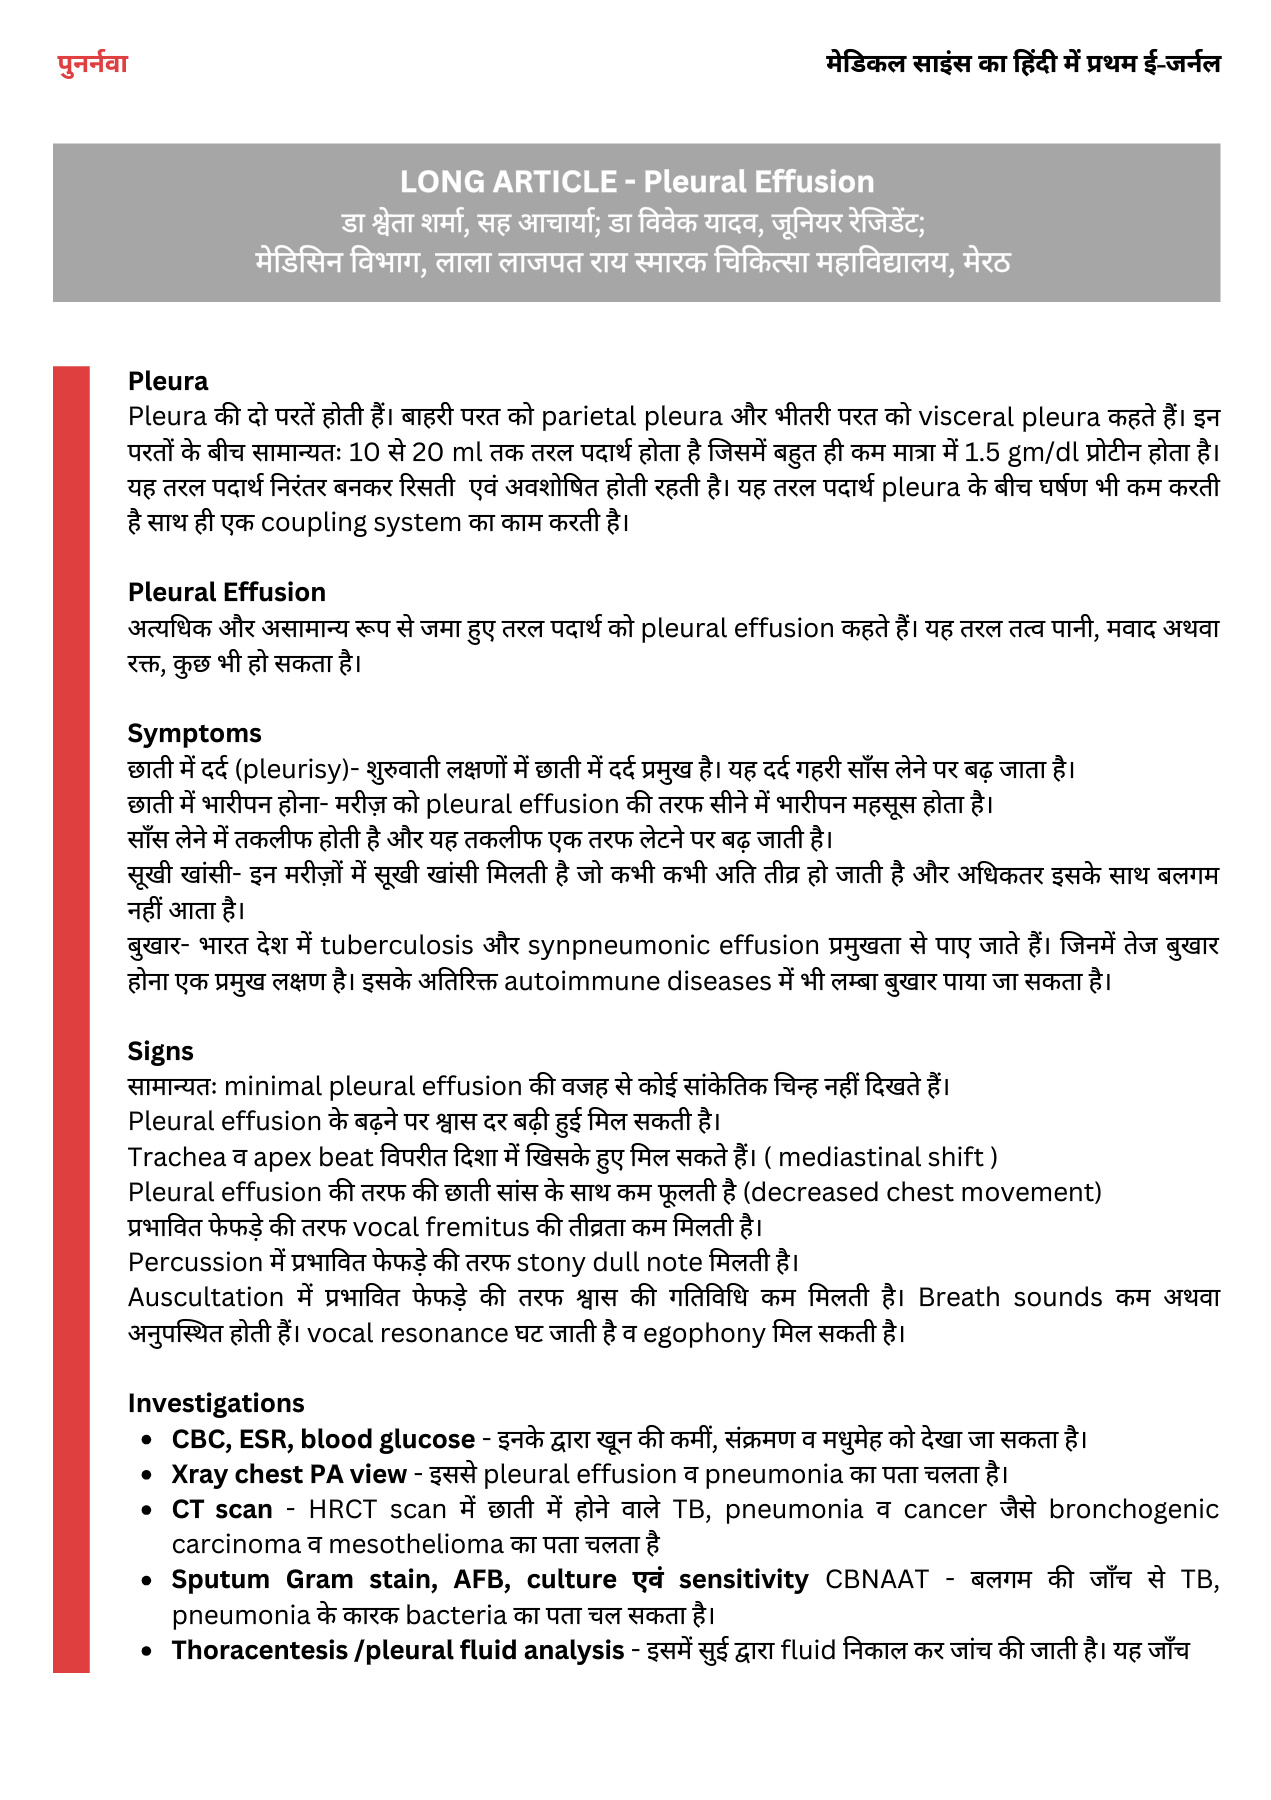 पुनर्नवा
मेडिकल साइंस का हिंदी में प्रथम ई-जर्नल
LONG ARTICLE - Pleural Effusion
डा श्वेता शर्मा, सह आचार्या; डा विवेक यादव, जूनियर रेजिडेंट;
मेडिसिन विभाग, लाला लाजपत राय स्मारक चिकित्सा महाविद्यालय, मेरठ
Pleura
Pleura की दो परतें होती हैं। बाहरी परत को parietal pleura और भीतरी परत को visceral pleura कहते हैं। इन
परतों के बीच सामान्यतः 10 से 20 ml तक तरल पदार्थ होता है जिसमें बहुत ही कम मात्रा में 1.5 gm/dl प्रोटीन होता है।
यह तरल पदार्थ निरंतर बनकर रिसती एवं अवशोषित होती रहती है। यह तरल पदार्थ pleura के बीच घर्षण भी कम करती
है साथ ही एक coupling system का काम करती है।
Pleural Effusion
अत्यधिक और असामान्य रूप से जमा हुए तरल पदार्थ को pleural effusion कहते हैं। यह तरल तत्व पानी, मवाद अथवा
रक्त, कुछ भी हो सकता है।
Symptoms
छाती में दर्द (pleurisy)- शुरुवाती लक्षणों में छाती में दर्द प्रमुख है। यह दर्द गहरी साँस लेने पर बढ़ जाता है।
छाती में भारीपन होना- मरीज़ को pleural effusion की तरफ सीने में भारीपन महसूस होता है।
साँस लेने में तकलीफ होती है और यह तकलीफ एक तरफ लेटने पर बढ़ जाती है।
सूखी खांसी- इन मरीज़ों में सूखी खांसी मिलती है जो कभी कभी अति तीव्र हो जाती है और अधिकतर इसके साथ बलगम
नहीं आता है।
बुखार- भारत देश में tuberculosis और synpneumonic effusion प्रमुखता से पाए जाते हैं। जिनमें तेज बुखार
होना एक प्रमुख लक्षण है। इसके अतिरिक्त autoimmune diseases में भी लम्बा बुखार पाया जा सकता है।
Signs
सामान्यतः minimal pleural effusion की वजह से कोई सांकेतिक चिन्ह नहीं दिखते हैं।
Pleural effusion के बढ़ने पर श्वास दर बढ़ी हुई मिल सकती है।
Trachea व apex beat विपरीत दिशा में खिसके हुए मिल सकते हैं। ( mediastinal shift )
Pleural effusion की तरफ की छाती सांस के साथ कम फूलती है (decreased chest movement)
प्रभावित फेफड़े की तरफ vocal fremitus की तीव्रता कम मिलती है।
Percussion में प्रभावित फेफड़े की तरफ stony dull note मिलती है।
Auscultation में प्रभावित फेफड़े की तरफ श्वास की गतिविधि कम मिलती है। Breath sounds कम अथवा
अनुपस्थित होती हैं। vocal resonance घट जाती है व egophony मिल सकती है।
Investigations
• CBC, ESR, blood glucose - इनके द्वारा खून की कमीं, संक्रमण व मधुमेह को देखा जा सकता है।
• Xray chest PA view - इससे pleural effusion व pneumonia का पता चलता है।
• CT scan - HRCT scan में छाती में होने वाले TB, pneumonia व cancer जैसे bronchogenic
carcinoma व mesothelioma का पता चलता है
• Sputum Gram stain, AFB, culture एवं sensitivity CBNAAT - बलगम की जाँच से TB,
pneumonia के कारक bacteria का पता चल सकता है।
• Thoracentesis /pleural fluid analysis - इसमें सुई द्वारा fluid निकाल कर जांच की जाती है। यह जाँच